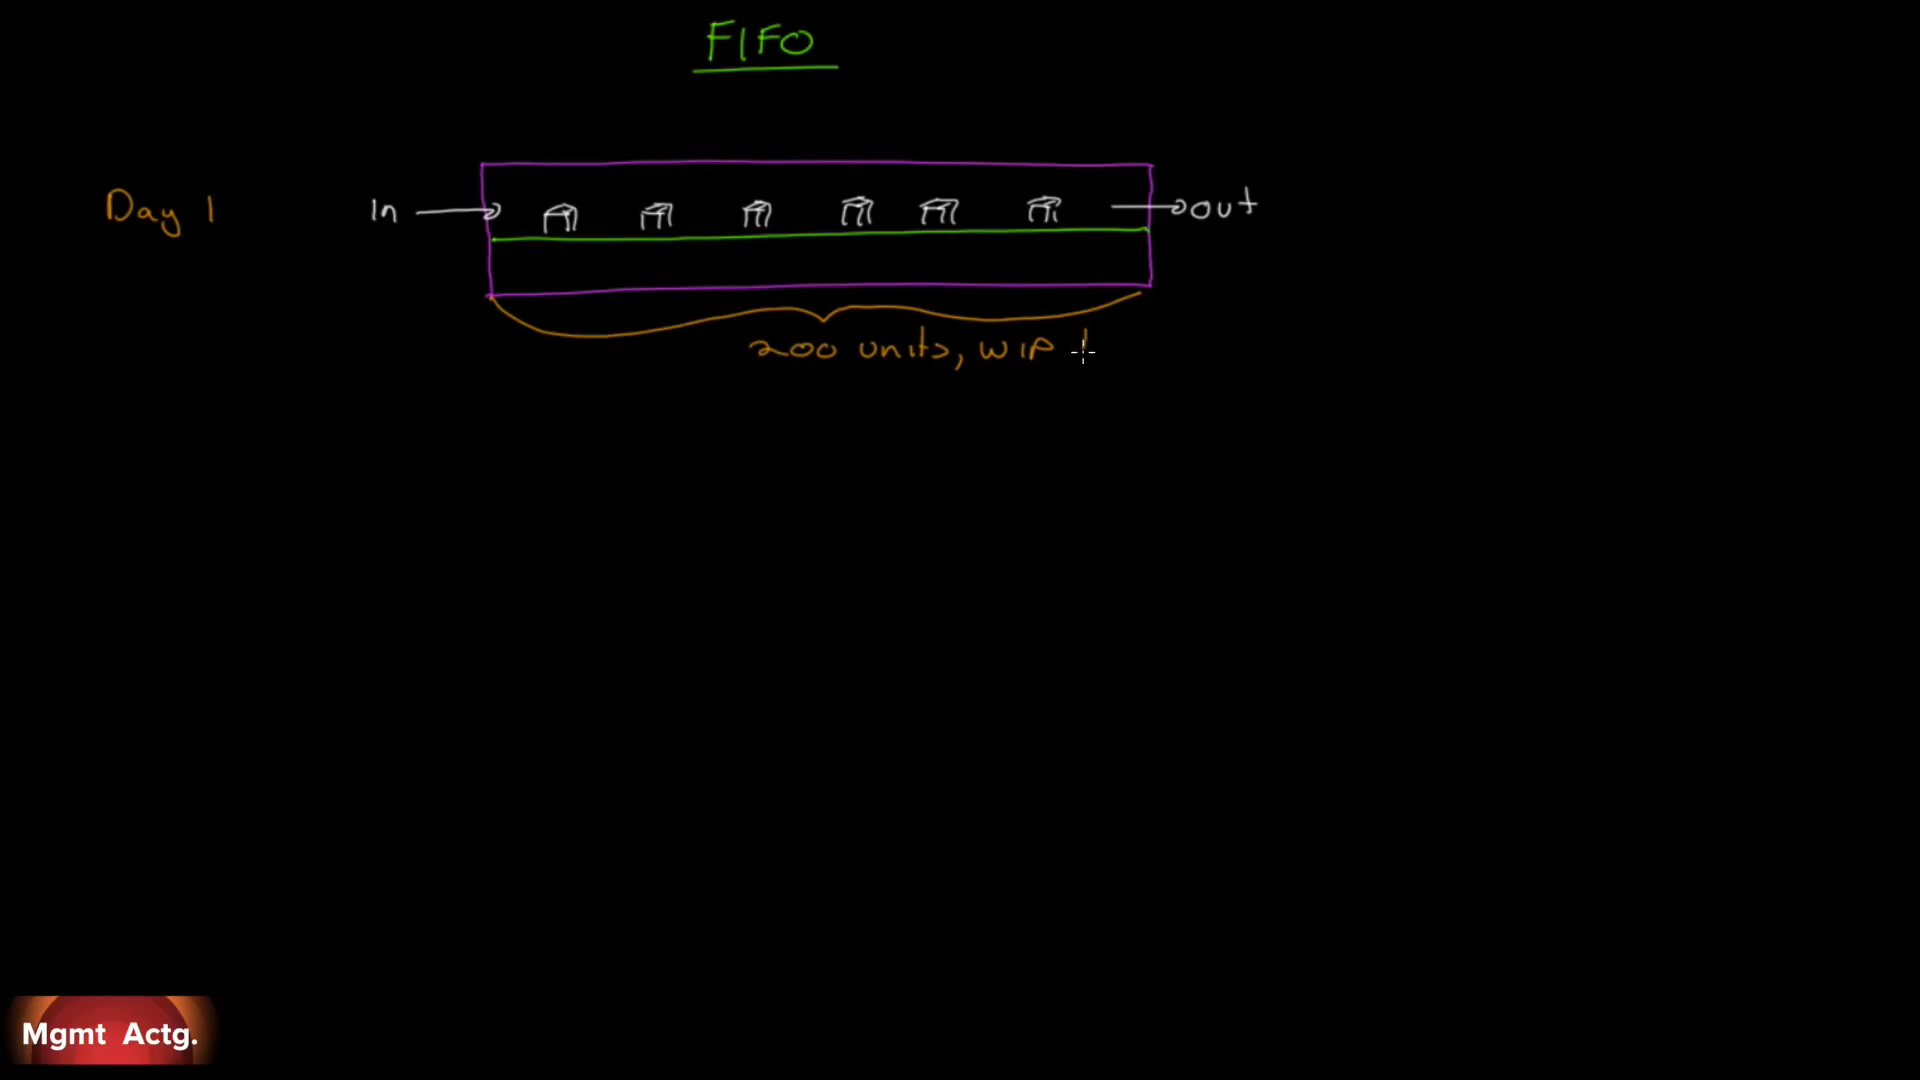 FIFO
Day 1
In
out
200 units, WIP
Mgmt Actg.